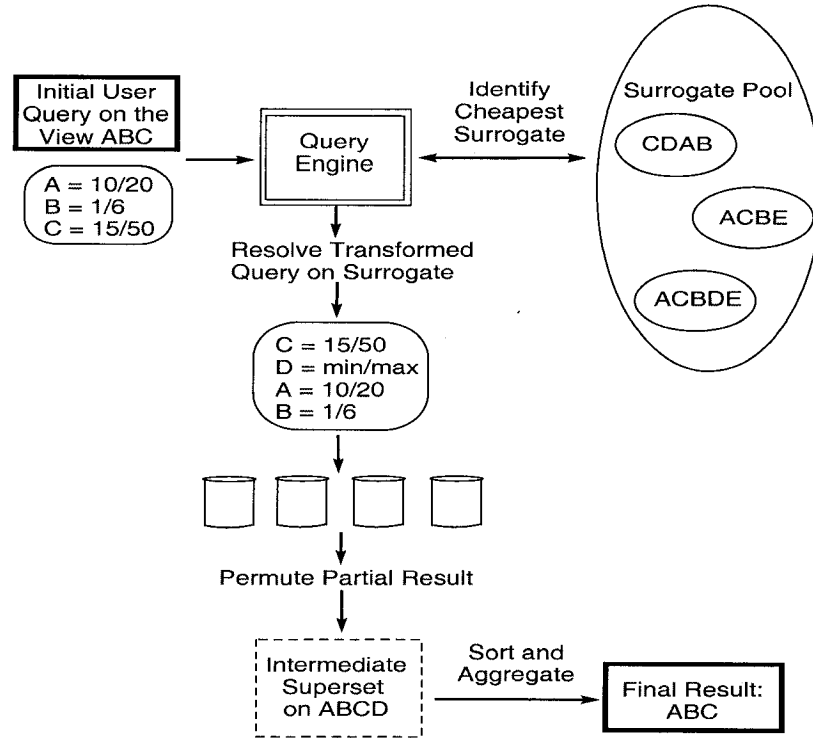 Initial User
Query on the
View ABC
A = 10/20
B = 1/6
C = 15/50
Query
Engine
Identify
Cheapest
Surrogate
Surrogate Pool
CDAB
ACBE
ACBDE
Resolve Transformed
Query on Surrogate
C = 15/50
D = min/max
A = 10/20
B = 1/6
Permute Partial Result
Intermediate
Superset
on ABCD
Sort and
Aggregate
Final Result:
ABC